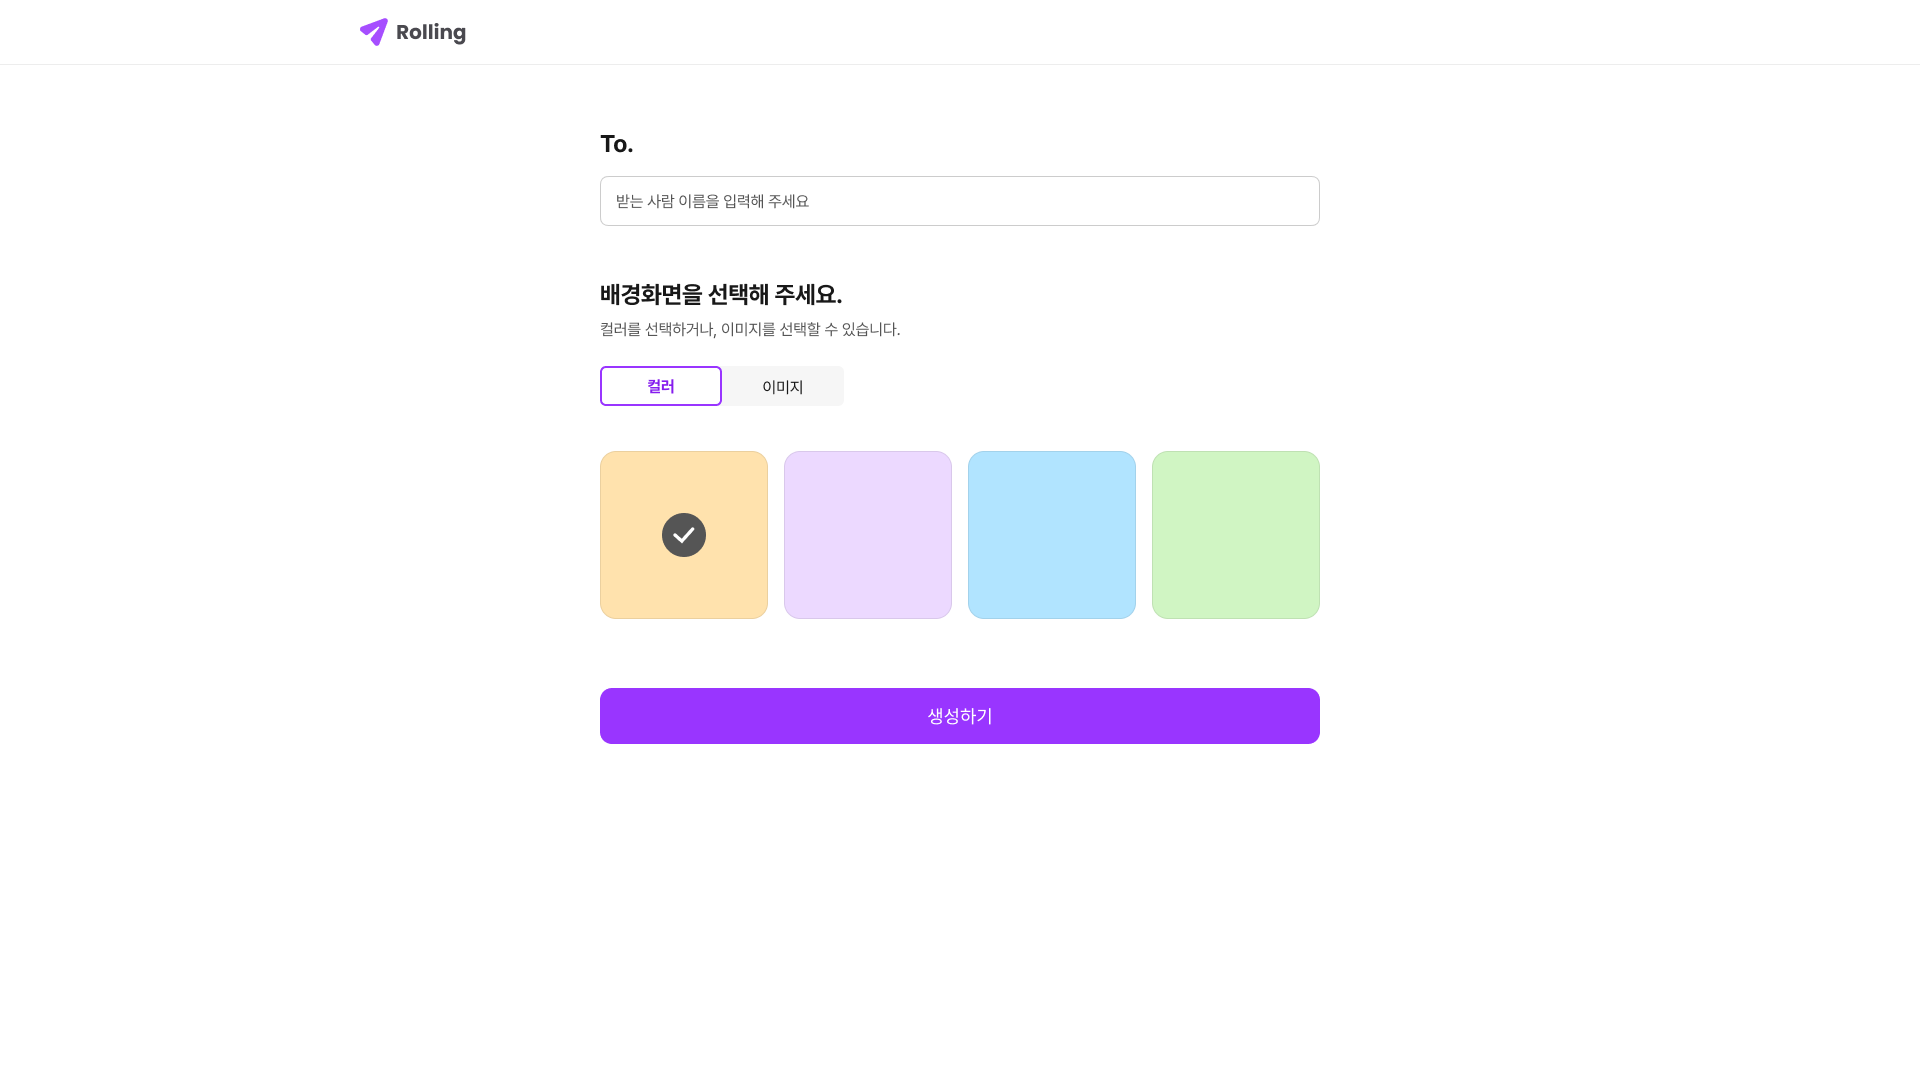 Rolling
To.
받는 사람 이름을 입력해 주세요
배경화면을 선택해 주세요.
컬러를 선택하거나, 이미지를 선택할 수 있습니다.
컬러
이미지
생성하기